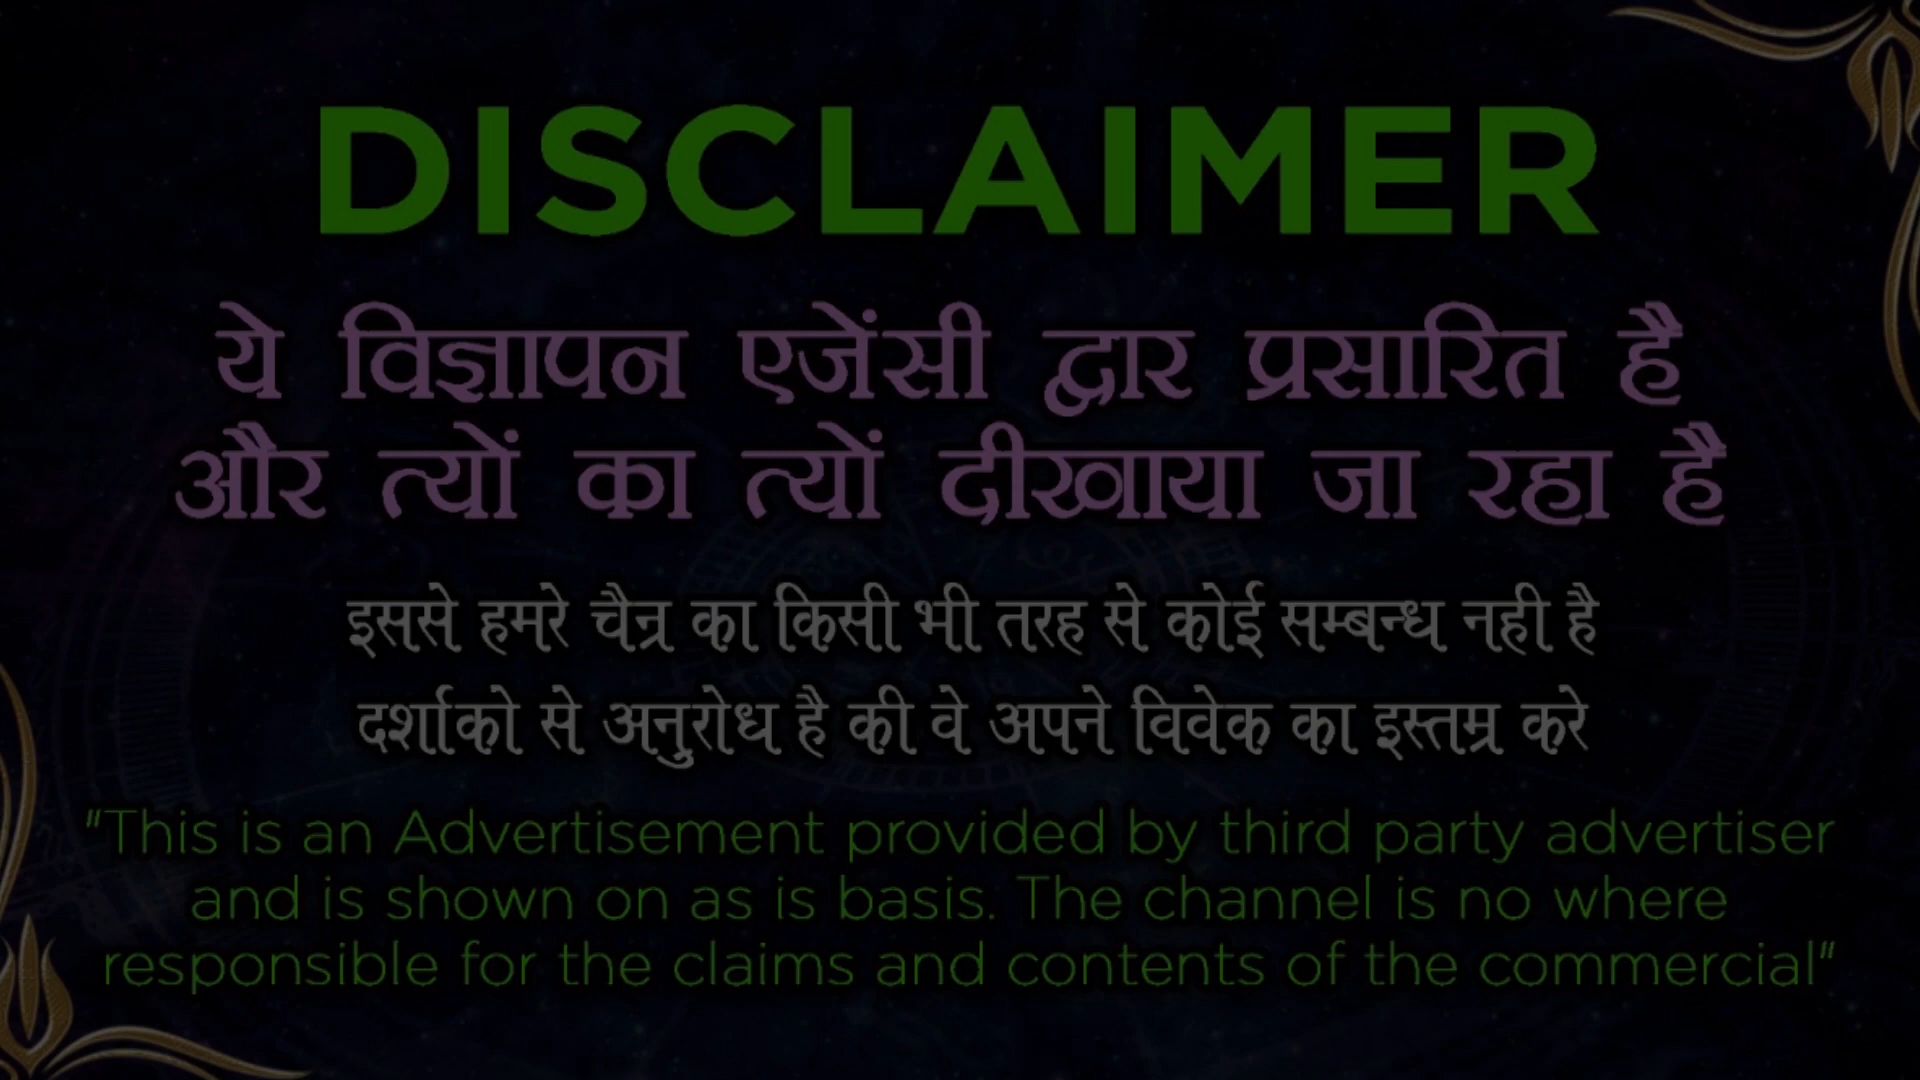 DISCLAIMER
ये विज्ञापन एजेंसी द्वार प्रसारित है
और त्यों का त्यों दीखाया जा रहा है
इससे हमरे चैन्र का किसी भी तरह से कोई सम्बन्ध नही है
दर्शाको से अनुरोध है की वे अपने विवेक का इस्तम्र करे
"This is an Advertisement provided by third party advertiser
and is shown on as is basis. The channel is no where
responsible for the claims and contents of the commercial"